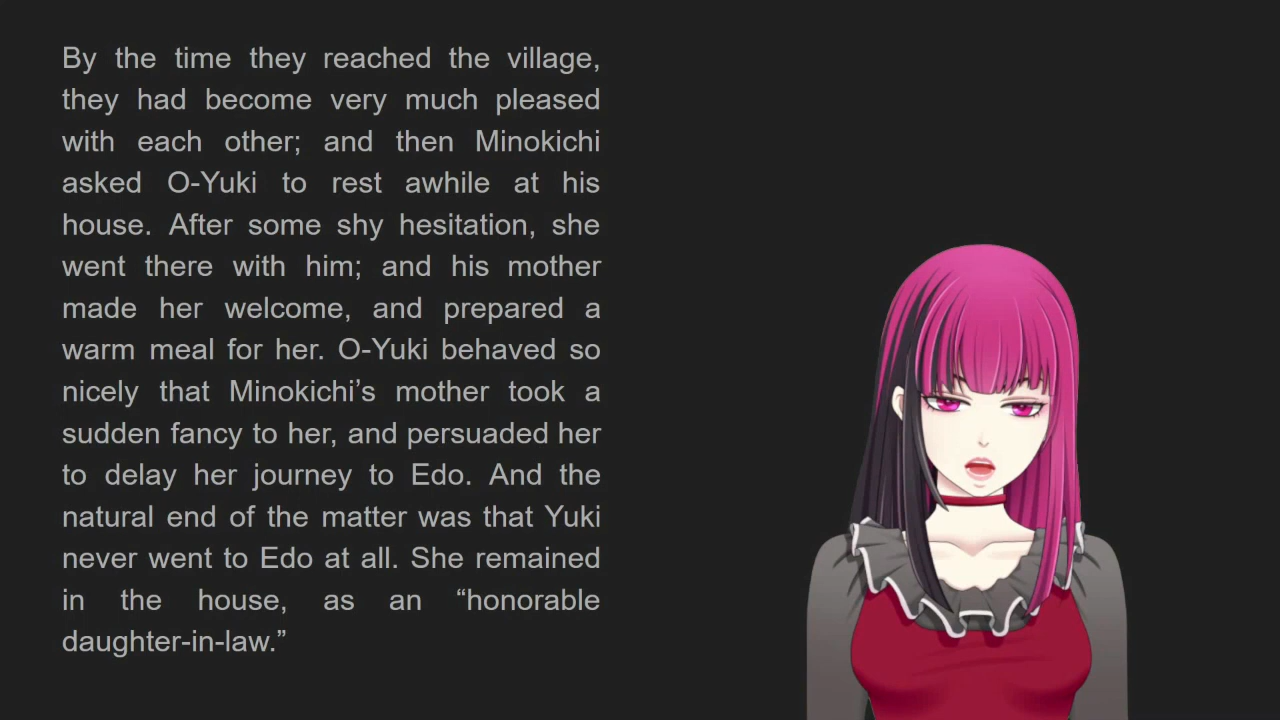 By the time they reached the village,
they had become very much pleased
with each other; and then Minokichi
asked O-Yuki to rest awhile at his
house. After some shy hesitation, she
went there with him; and his mother
made her welcome, and prepared a
warm meal for her. O-Yuki behaved so
nicely that Minokichi’s mother took a
sudden fancy to her, and persuaded her
to delay her journey to Edo. And the
natural end of the matter was that Yuki
never went to Edo at all. She remained
in the house, as an “honorable
daughter-in-law.”